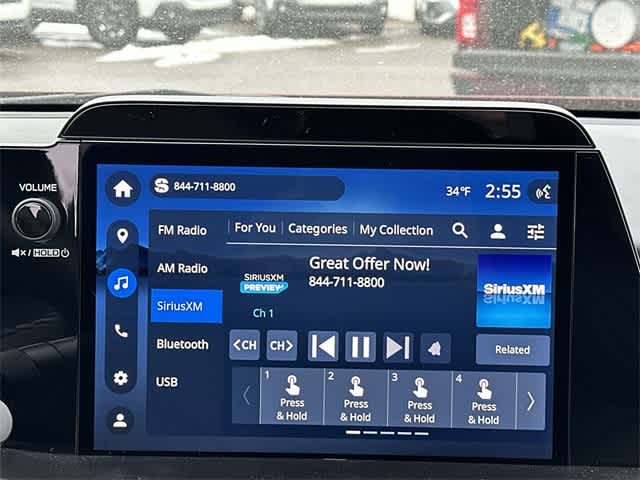 VOLUME
/ HOLD
844-711-8800
34°F
2:55
FM Radio
For You
Categories
My Collection
AM Radio
SiriusXM
Bluetooth
USB
SIRIUSXM
PREVIEW
Great Offer Now!
844-711-8800
Ch 1
SiriusXM
<CH
CH>
Related
1
Press
& Hold
2
Press
& Hold
3
Press
& Hold
4
Press
& Hold